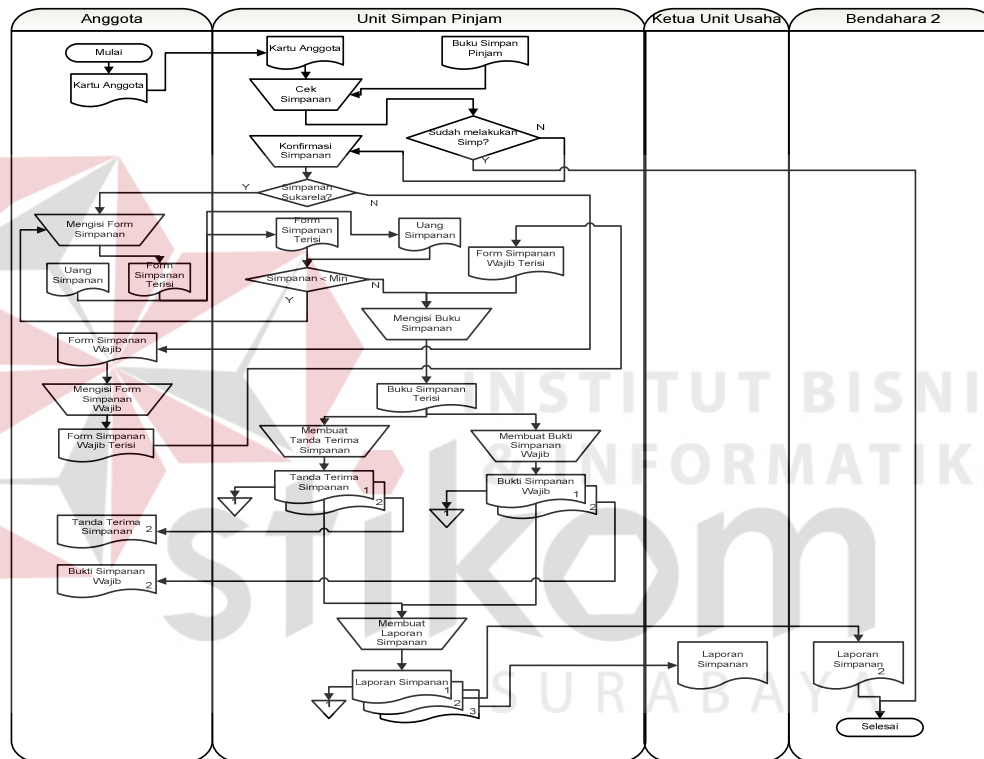 Anggota
Unit Simpan Pinjam
Ketua Unit Usaha
Bendahara 2
Mulai
Kartu Anggota
Kartu Anggota
Buku Simpan
Pinjam
Cek
Simpanan
Sudah melakukan
Simp?
N
Y
Konfirmasi
Simpanan
Simpanan
Sukarela?
Y
N
Mengisi Form
Simpanan
Uang
Simpanan
Form
Simpanan
Terisi
Form
Simpanan
Terisi
Uang
Simpanan
Form Simpanan
Wajib Terisi
Simpanan < Min
N
Y
Mengisi Buku
Simpanan
Form Simpanan
Wajib
Mengisi Form
Simpanan
Wajib
Form Simpanan
Wajib Terisi
Buku Simpanan
Terisi
Membuat
Tanda Terima
Simpanan
Membuat Bukti
Simpanan
Wajib
Tanda Terima
Simpanan
1
2
Bukti Simpanan
Wajib
1
2
Tanda Terima
Simpanan
2
Bukti Simpanan
Wajib
2
Membuat
Laporan
Simpanan
Laporan Simpanan
1
2
3
Laporan
Simpanan
Laporan
Simpanan
2
Selesai
INSTITUT BISNI
& INFORMATIK
stikom
SURABAYA